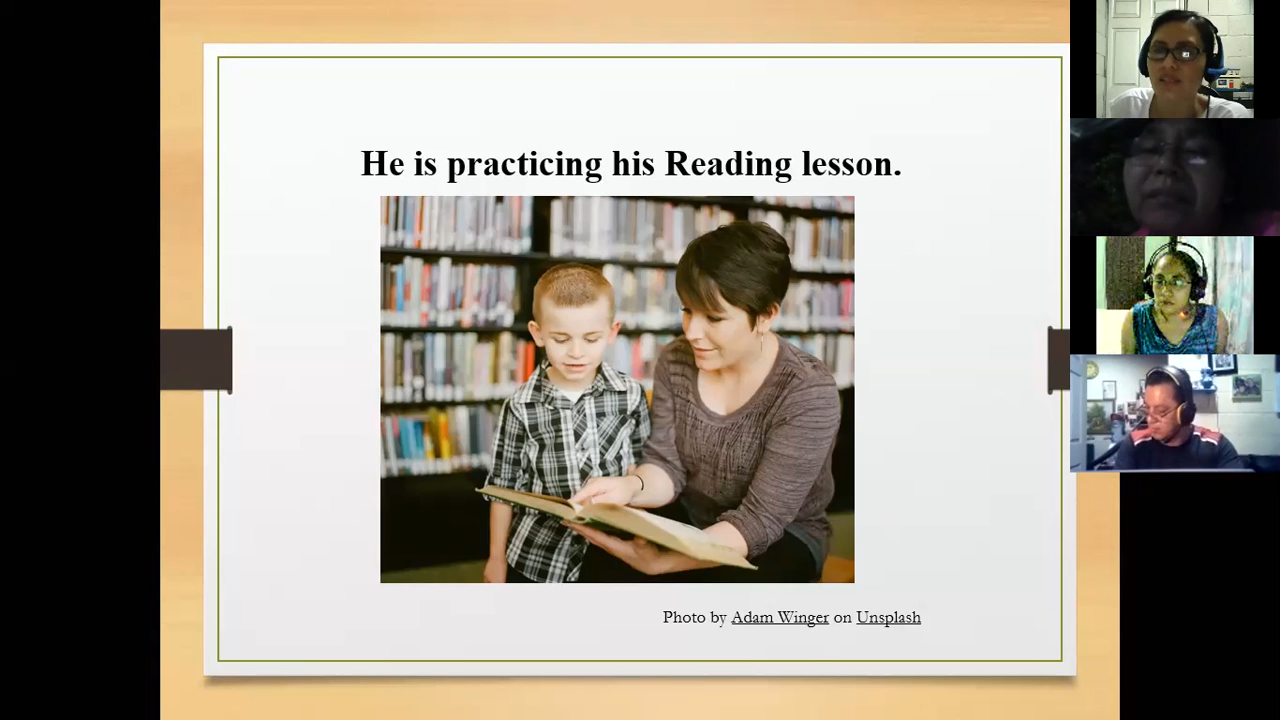 He is practicing his Reading lesson.
Photo by Adam Winger on Unsplash